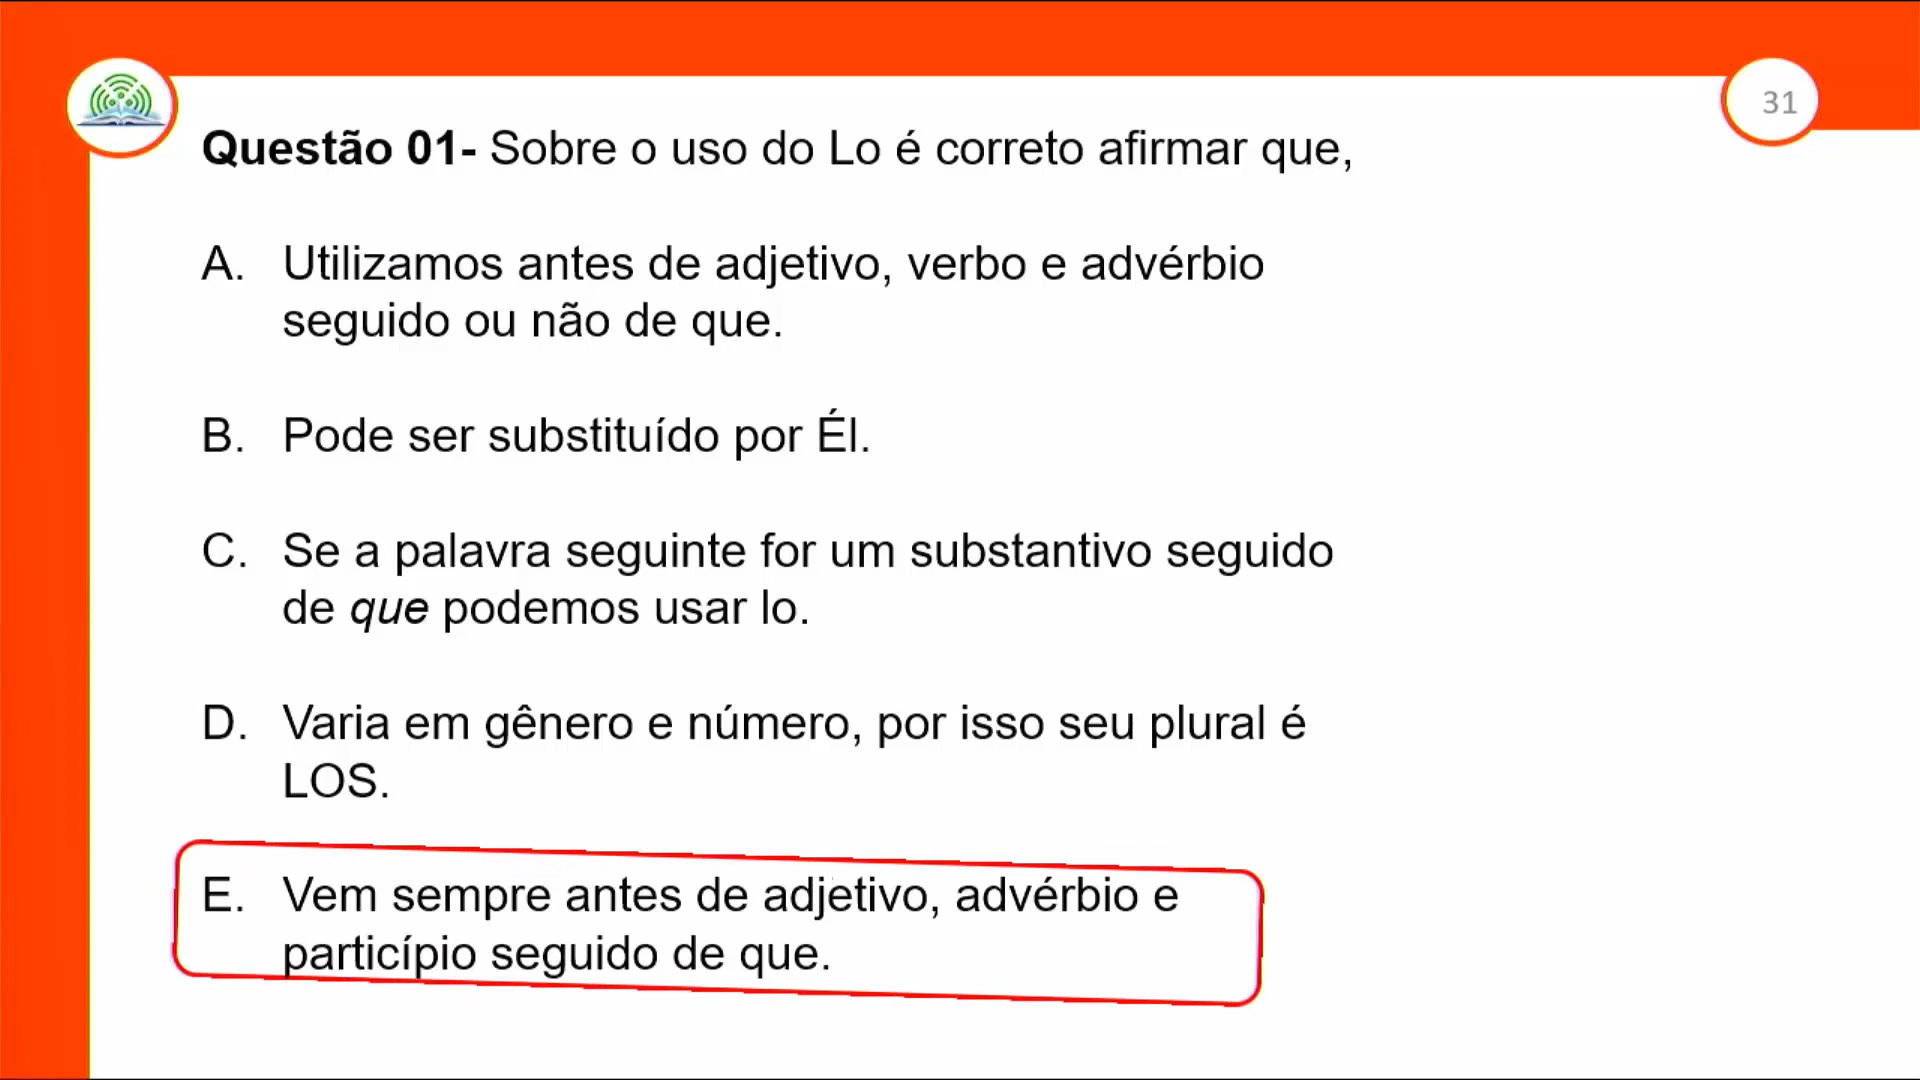 31
Questão 01- Sobre o uso do Lo é correto afirmar que,
A. Utilizamos antes de adjetivo, verbo e advérbio
seguido ou não de que.
B. Pode ser substituído por Él.
C. Se a palavra seguinte for um substantivo seguido
de que podemos usar lo.
D. Varia em gênero e número, por isso seu plural é
LOS.
E. Vem sempre antes de adjetivo, advérbio e
particípio seguido de que.